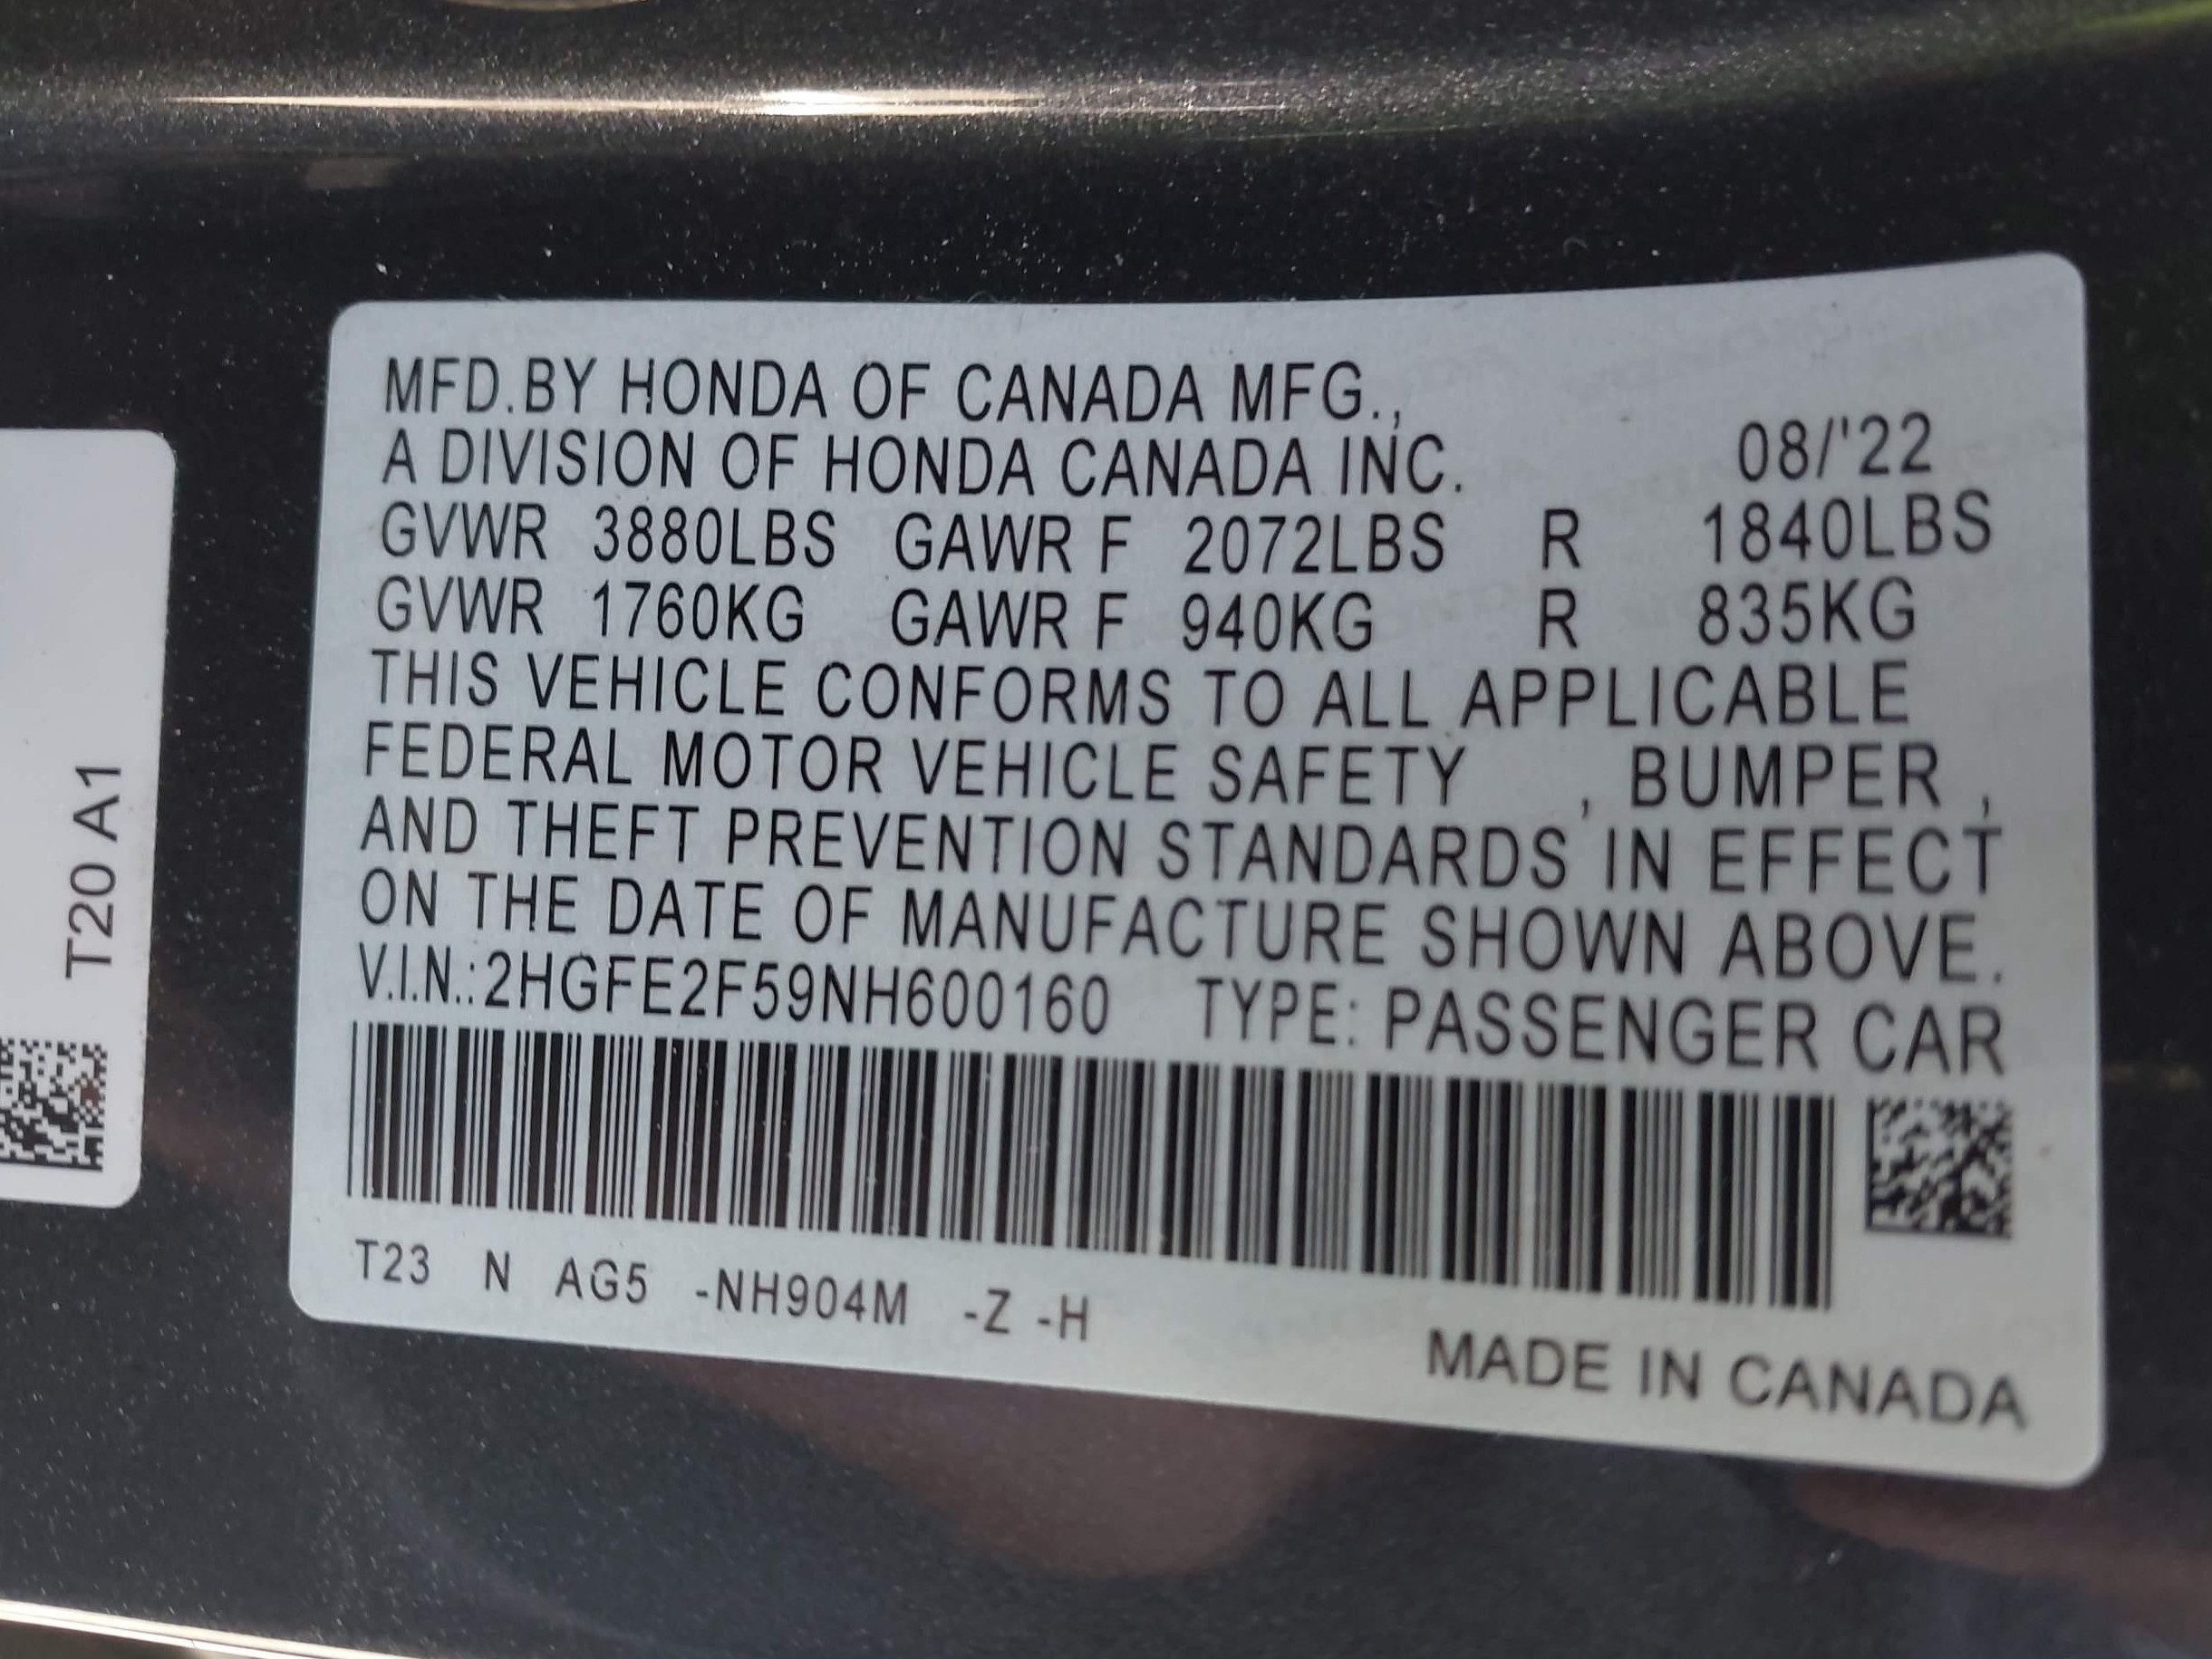 MFD.BY HONDA OF CANADA MFG.,
A DIVISION OF HONDA CANADA INC. 08/'22
GVWR 3880LBS GAWR F 2072LBS R 1840LBS
GVWR 1760KG GAWR F 940KG R 835KG
THIS VEHICLE CONFORMS TO ALL APPLICABLE
FEDERAL MOTOR VEHICLE SAFETY , BUMPER ,
AND THEFT PREVENTION STANDARDS IN EFFECT
ON THE DATE OF MANUFACTURE SHOWN ABOVE.
V.I.N.:2HGFE2F59NH600160 TYPE: PASSENGER CAR
T23 N AG5 -NH904M -Z -H
MADE IN CANADA
T20 A1